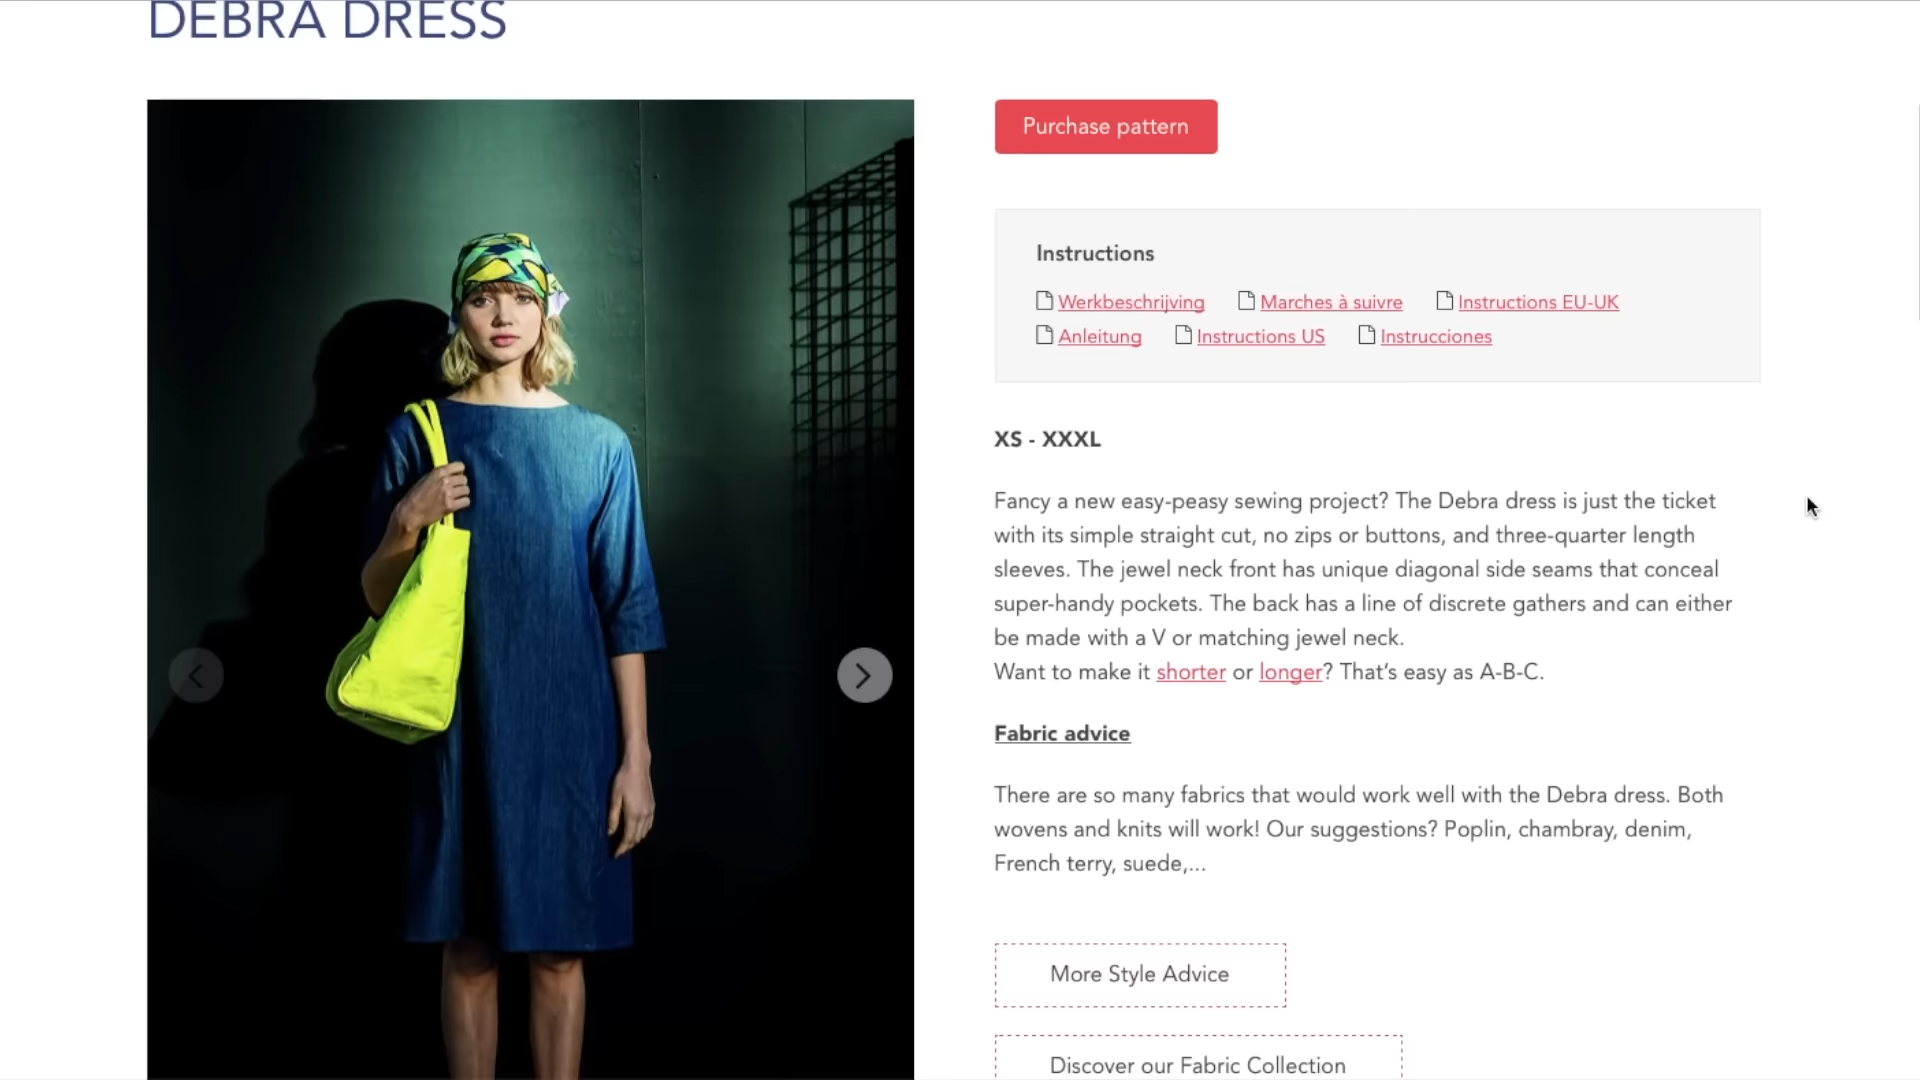 DEBRA DRESS
Purchase pattern
Instructions
Werkbeschrijving Marches à suivre Instructions EU-UK
Anleitung Instructions US Instrucciones
XS - XXXL
Fancy a new easy-peasy sewing project? The Debra dress is just the ticket
with its simple straight cut, no zips or buttons, and three-quarter length
sleeves. The jewel neck front has unique diagonal side seams that conceal
super-handy pockets. The back has a line of discrete gathers and can either
be made with a V or matching jewel neck.
Want to make it shorter or longer? That’s easy as A-B-C.
Fabric advice
There are so many fabrics that would work well with the Debra dress. Both
wovens and knits will work! Our suggestions? Poplin, chambray, denim,
French terry, suede,...
More Style Advice
Discover our Fabric Collection